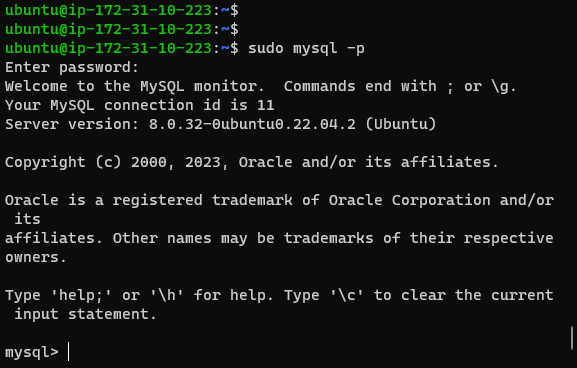 ubuntu@ip-172-31-10-223:~$
ubuntu@ip-172-31-10-223:~$
ubuntu@ip-172-31-10-223:~$ sudo mysql -p
Enter password:
Welcome to the MySQL monitor.  Commands end with ; or \g.
Your MySQL connection id is 11
Server version: 8.0.32-0ubuntu0.22.04.2 (Ubuntu)

Copyright (c) 2000, 2023, Oracle and/or its affiliates.

Oracle is a registered trademark of Oracle Corporation and/or
 its
affiliates. Other names may be trademarks of their respective
owners.

Type 'help;' or '\h' for help. Type '\c' to clear the current
 input statement.

mysql>